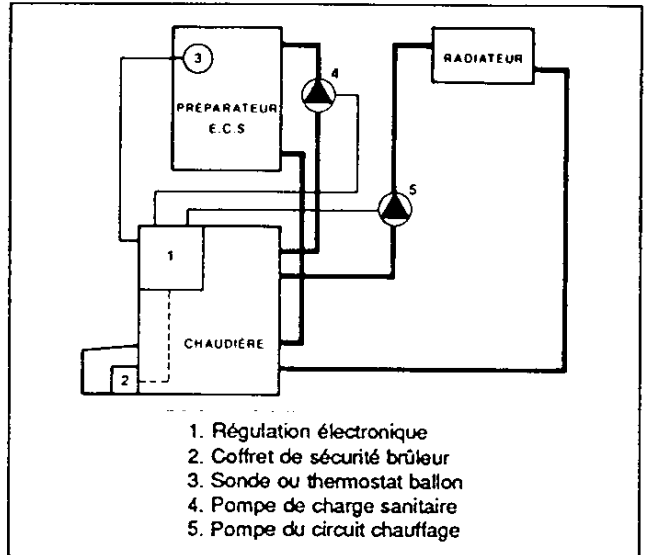 3
PRÉPARATEUR
E.C.S
4
RADIATEUR
5
1
CHAUDIÈRE
2
1. Régulation électronique
2. Coffret de sécurité brûleur
3. Sonde ou thermostat ballon
4. Pompe de charge sanitaire
5. Pompe du circuit chauffage